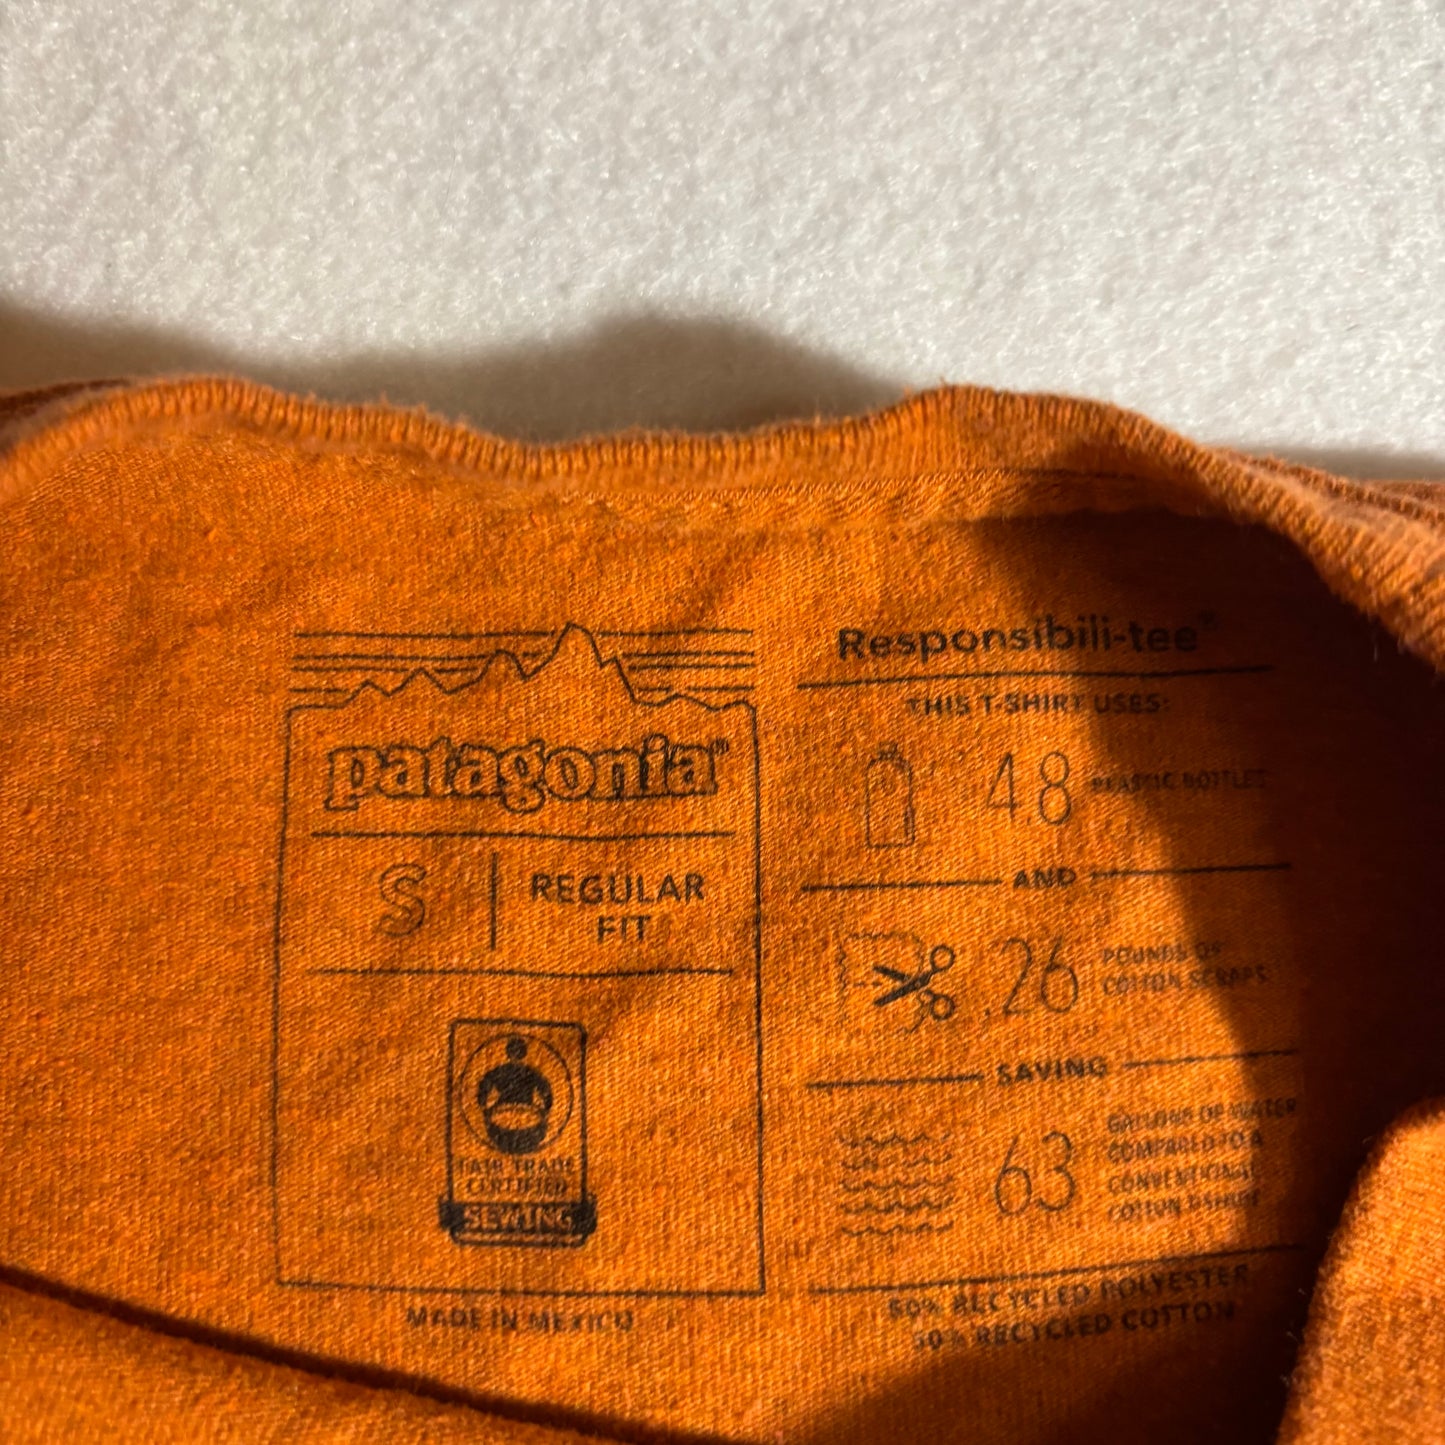 patagonia®
S
REGULAR
FIT
FAIR TRADE
CERTIFIED
SEWING
MADE IN MEXICO
Responsibili-tee®
THIS T-SHIRT USES:
4.8
PLASTIC BOTTLES
AND
.26
POUNDS OF
COTTON SCRAPS
SAVING
63
GALLONS OF WATER
COMPARED TO A
CONVENTIONAL
COTTON T-SHIRT
50% RECYCLED POLYESTER
50% RECYCLED COTTON